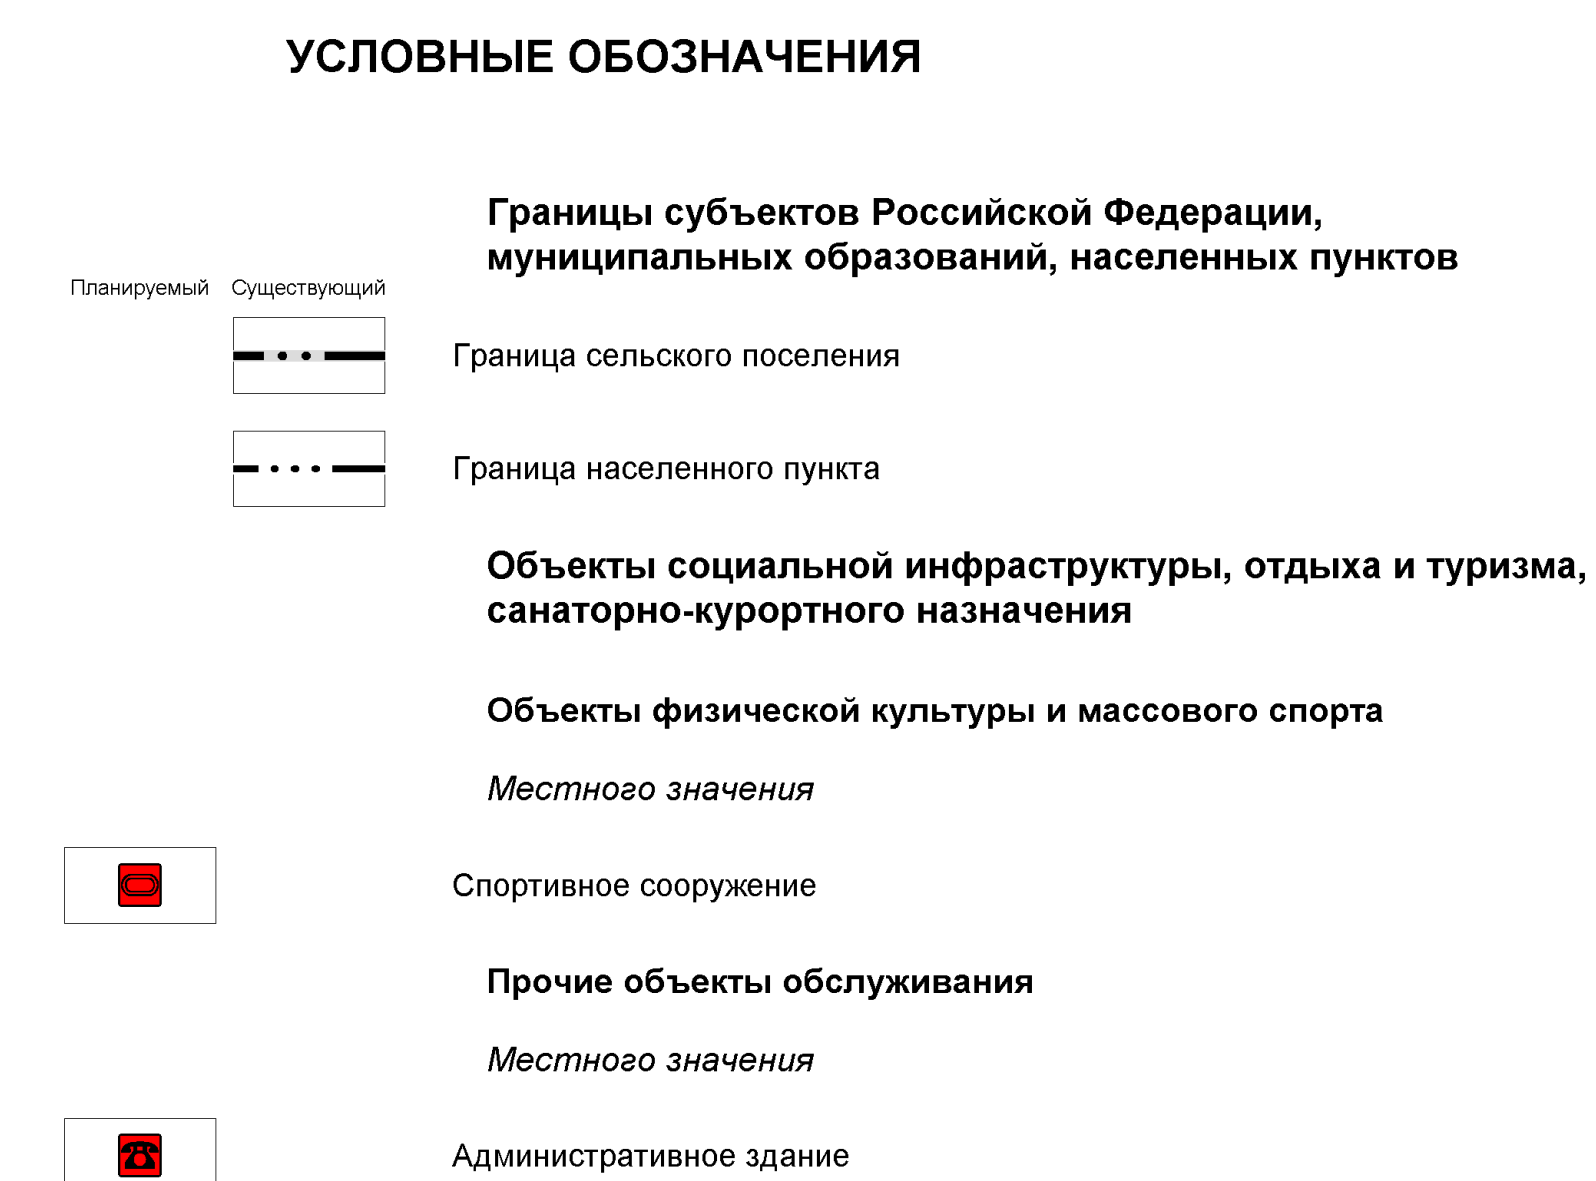 УСЛОВНЫЕ ОБОЗНАЧЕНИЯ
Границы субъектов Российской Федерации,
муниципальных образований, населенных пунктов
Планируемый Существующий
Граница сельского поселения
Граница населенного пункта
Объекты социальной инфраструктуры, отдыха и туризма,
санаторно-курортного назначения
Объекты физической культуры и массового спорта
Местного значения
Спортивное сооружение
Прочие объекты обслуживания
Местного значения
Административное здание